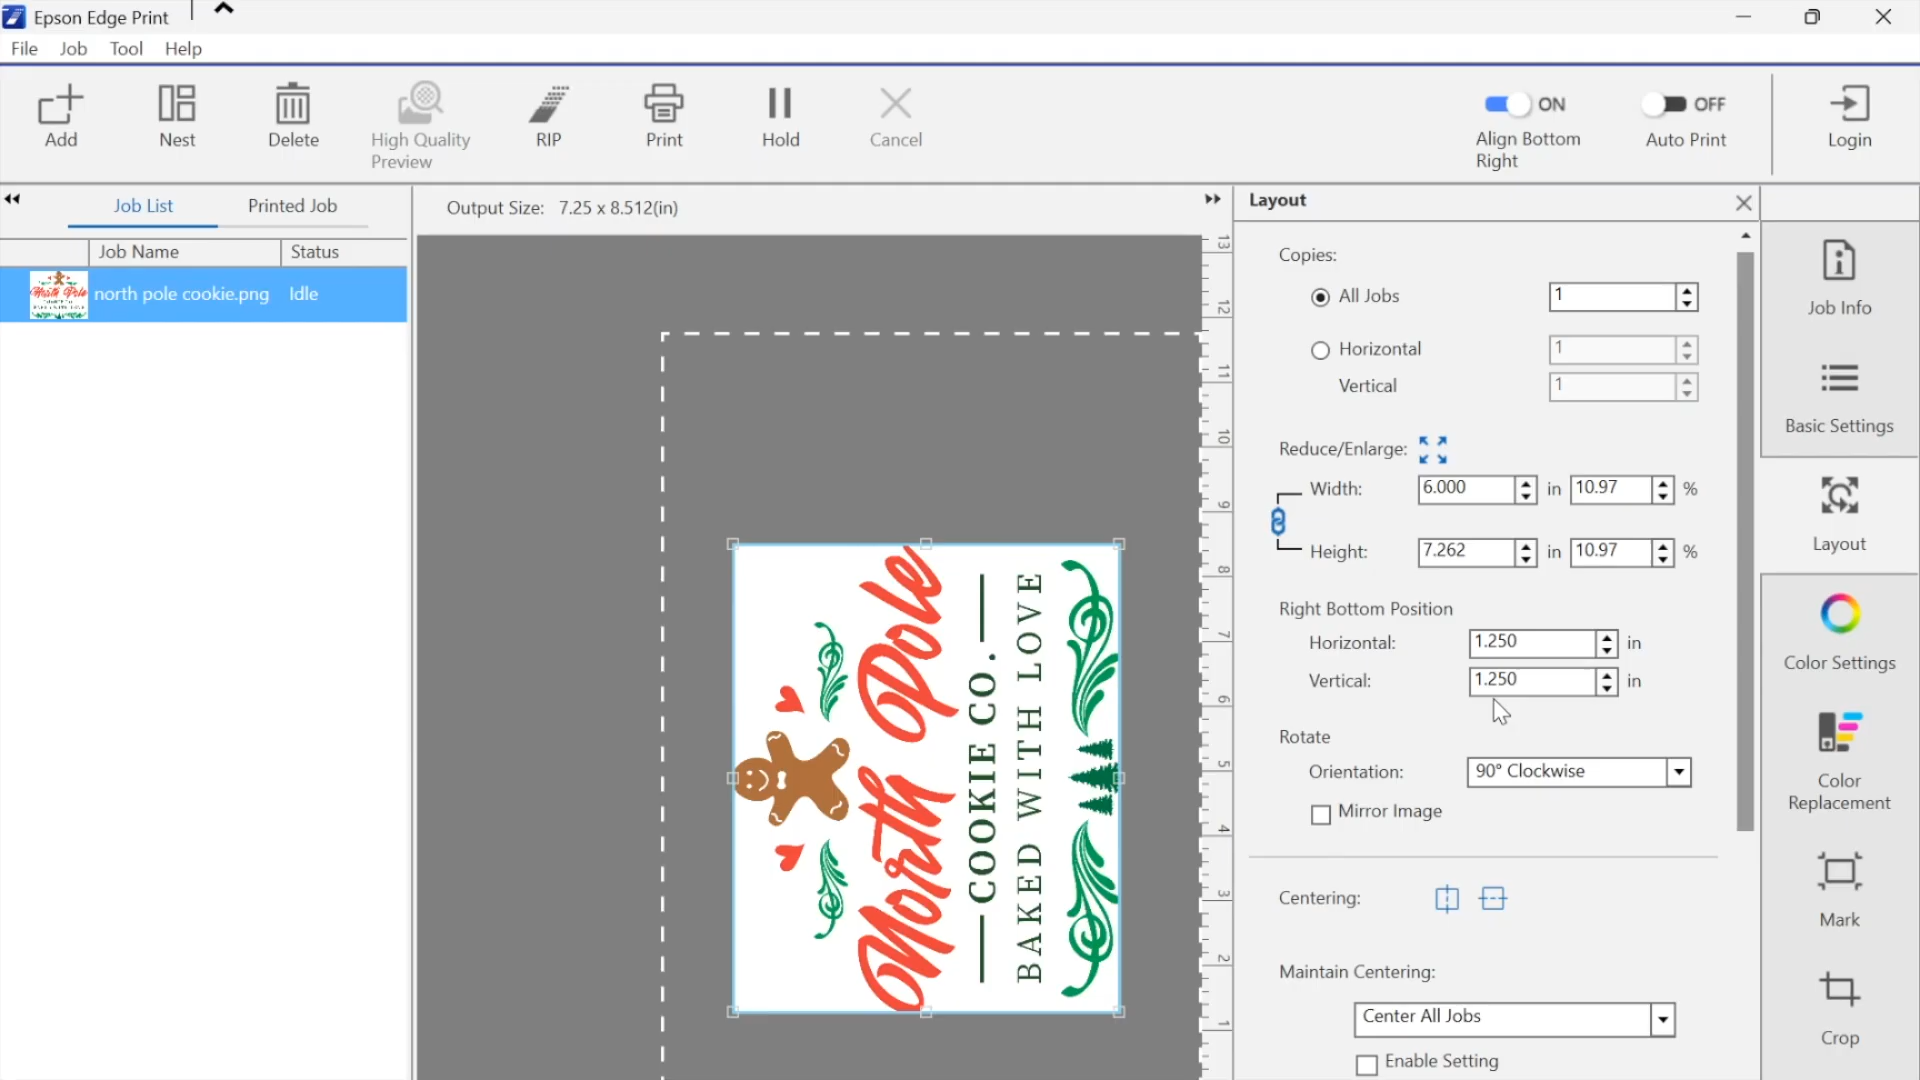 Epson Edge Print
File Job Tool Help
Add
Nest
Delete
High Quality
Preview
RIP
Print
Hold
Cancel
ON
Align Bottom
Right
OFF
Auto Print
Login
Job List
Printed Job
Job Name
Status
north pole cookie.png
Idle
Output Size: 7.25 x 8.512(in)
13
12
11
10
9
8
7
6
5
4
3
2
1
North Pole
COOKIE CO.
BAKED WITH LOVE
Layout
Copies:
All Jobs
1
Horizontal
1
Vertical
1
Reduce/Enlarge:
Width:
6.000
in
10.97
%
Height:
7.262
in
10.97
%
Right Bottom Position
Horizontal:
1.250
in
Vertical:
1.250
in
Rotate
Orientation:
90° Clockwise
Mirror Image
Centering:
Maintain Centering:
Center All Jobs
Enable Setting
Job Info
Basic Settings
Layout
Color Settings
Color
Replacement
Mark
Crop